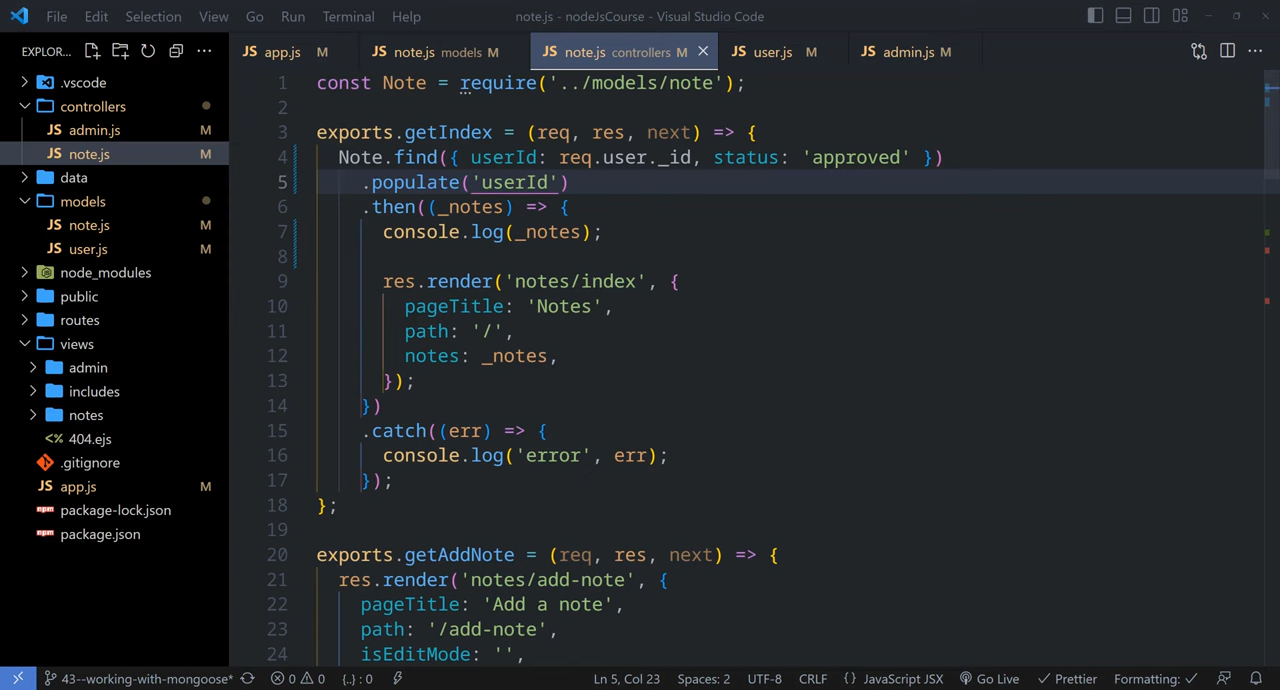 File Edit Selection View Go Run Terminal Help note.js - nodeJsCourse - Visual Studio Code
EXPLOR... ...
JS app.js M JS note.js models M JS note.js controllers M JS user.js M JS admin.js M ...
.vscode
controllers
JS admin.js M
JS note.js M
data
models
JS note.js M
JS user.js M
node_modules
public
routes
views
admin
includes
notes
<% 404.ejs
.gitignore
JS app.js M
npm package-lock.json
npm package.json
1 const Note = require('../models/note');
2
3 exports.getIndex = (req, res, next) => {
4 Note.find({ userId: req.user._id, status: 'approved' })
5 .populate('userId')
6 .then((_notes) => {
7 console.log(_notes);
8
9 res.render('notes/index', {
10 pageTitle: 'Notes',
11 path: '/',
12 notes: _notes,
13 });
14 })
15 .catch((err) => {
16 console.log('error', err);
17 });
18 };
19
20 exports.getAddNote = (req, res, next) => {
21 res.render('notes/add-note', {
22 pageTitle: 'Add a note',
23 path: '/add-note',
24 isEditMode: '',
43--working-with-mongoose* 0 0 {..} : 0 Ln 5, Col 23 Spaces: 2 UTF-8 CRLF {} JavaScript JSX Go Live Prettier Formatting: ✓